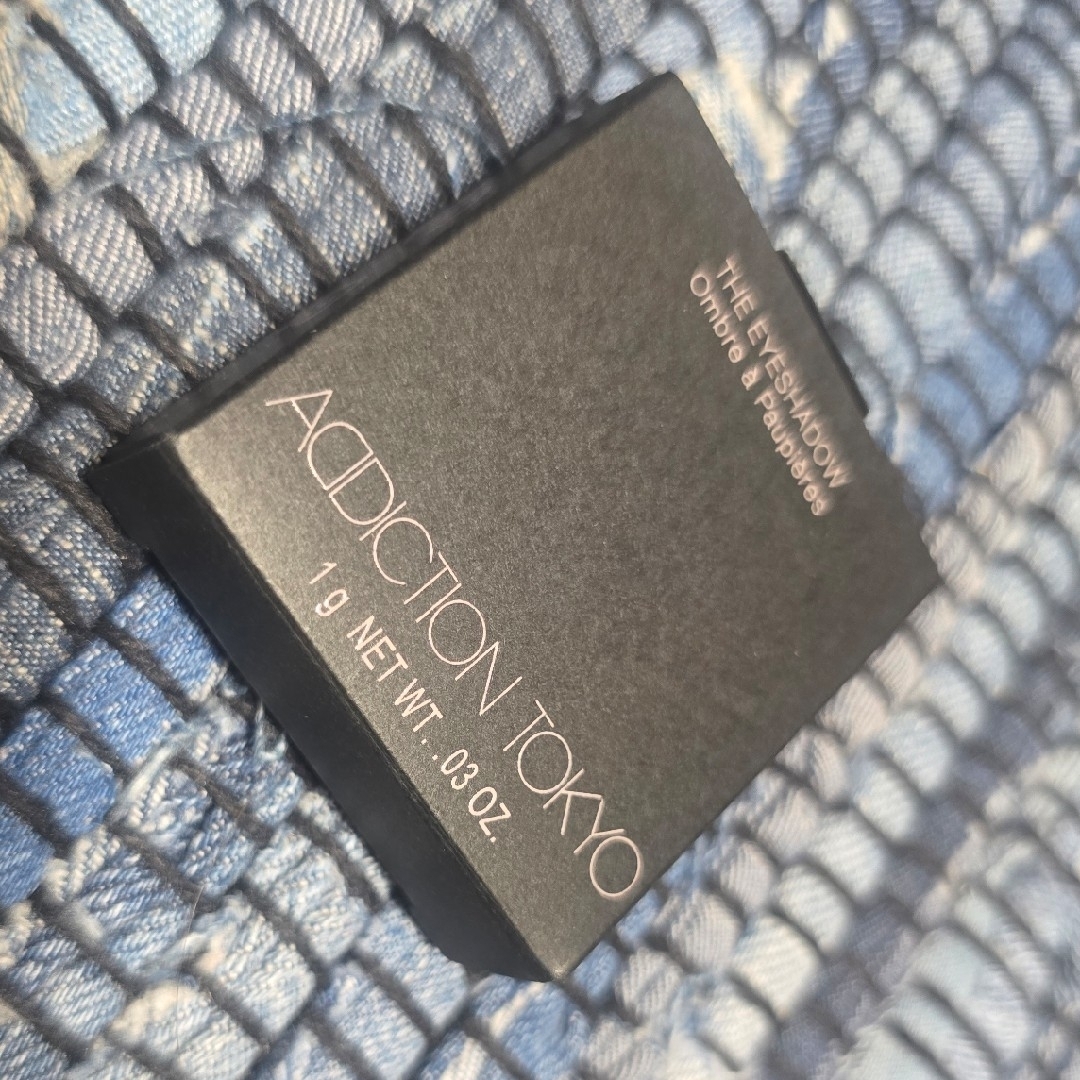 THE EYESHADOW
Ombre à Paupières
ADDICTION TOKYO
1 g NET WT. .03 OZ.